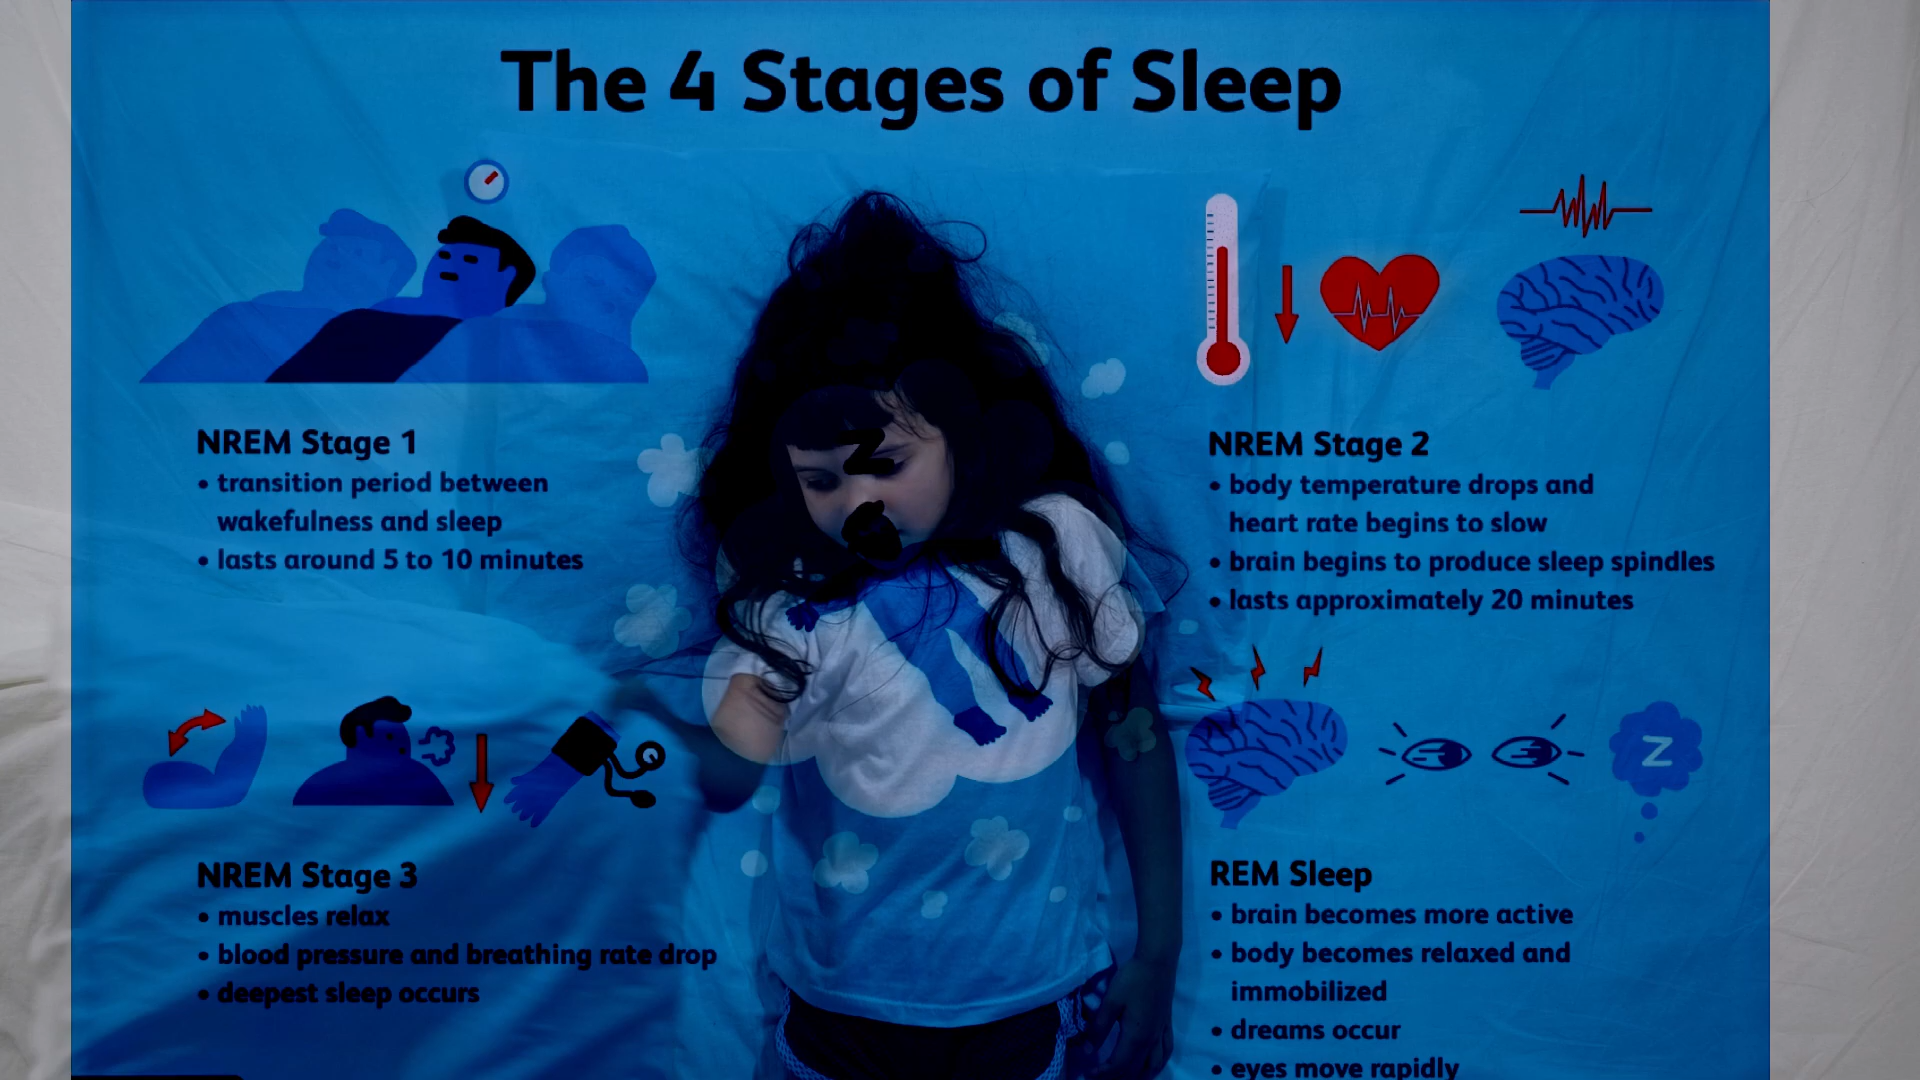 The 4 Stages of Sleep
NREM Stage 1
• transition period between
wakefulness and sleep
• lasts around 5 to 10 minutes
NREM Stage 2
• body temperature drops and
heart rate begins to slow
• brain begins to produce sleep spindles
• lasts approximately 20 minutes
Z
Z
NREM Stage 3
• muscles relax
• blood pressure and breathing rate drop
• deepest sleep occurs
REM Sleep
• brain becomes more active
• body becomes relaxed and
immobilized
• dreams occur
• eyes move rapidly